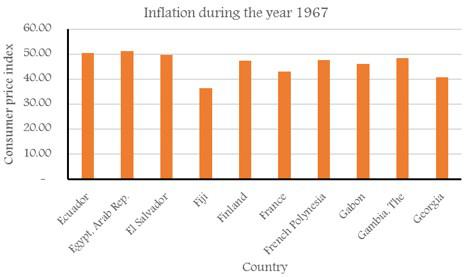 Inflation during the year 1967
Consumer price index
60.00
50.00
40.00
30.00
20.00
10.00
-
Ecuador
Egypt, Arab Rep.
El Salvador
Fiji
Finland
France
French Polynesia
Gabon
Gambia, The
Georgia
Country